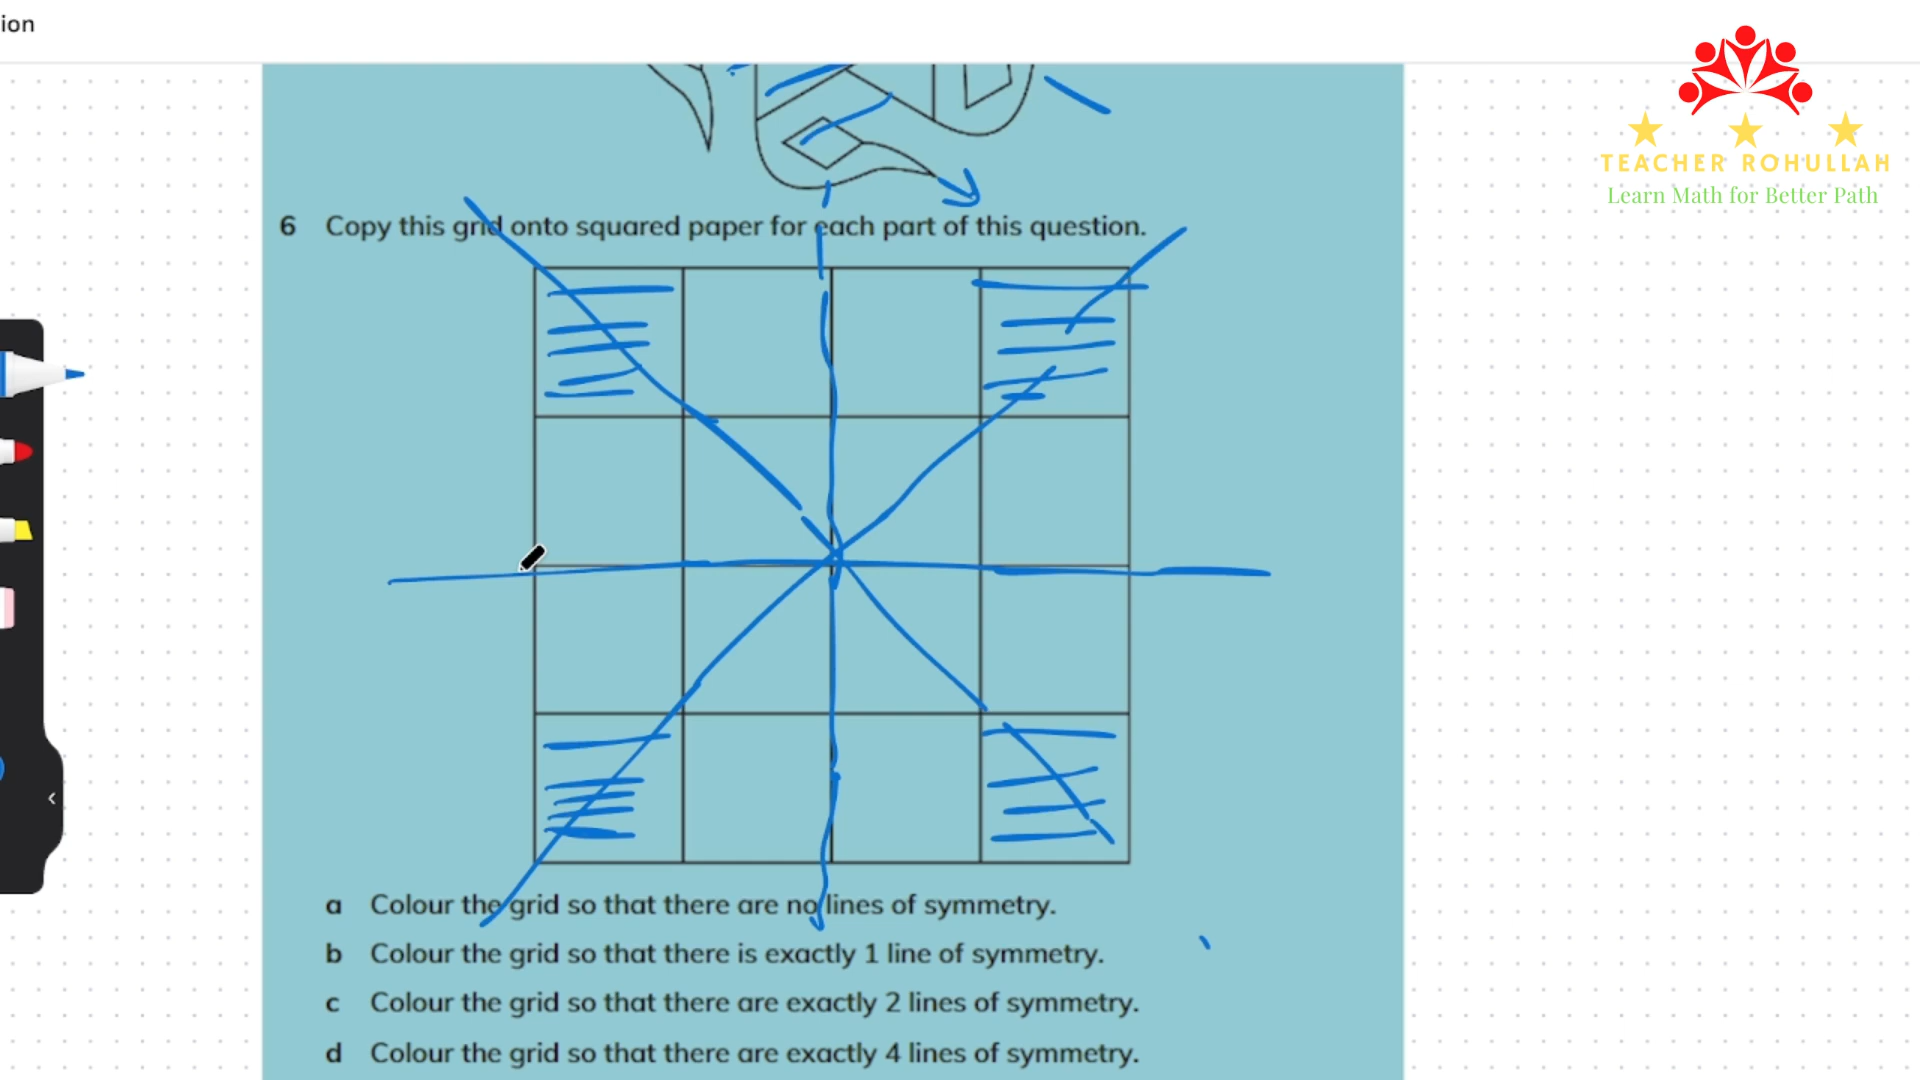 ion
TEACHER ROHULLAH
Learn Math for Better Path
6 Copy this grid onto squared paper for each part of this question.
a Colour the grid so that there are no lines of symmetry.
b Colour the grid so that there is exactly 1 line of symmetry.
c Colour the grid so that there are exactly 2 lines of symmetry.
d Colour the grid so that there are exactly 4 lines of symmetry.